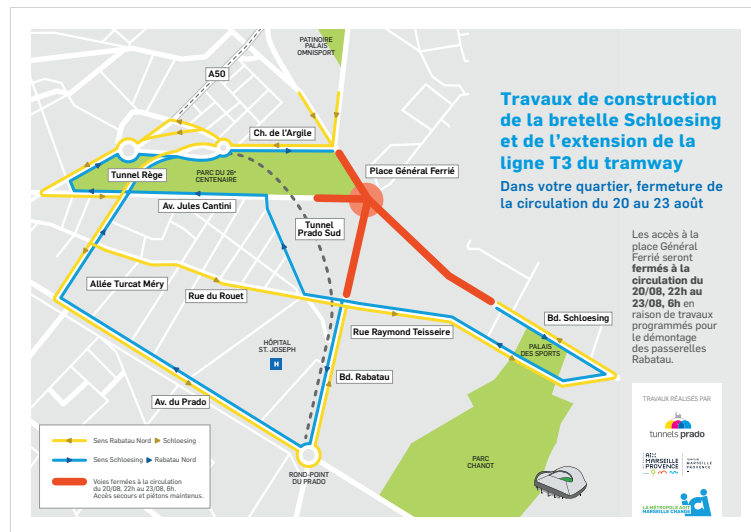 PATINOIRE
PALAIS
OMNISPORT
A50
Ch. de l'Argile
Place Général Ferrié
Tunnel Rège
PARC DU 26e
CENTENAIRE
Av. Jules Cantini
Tunnel
Prado Sud
Allée Turcat Méry
Rue du Rouet
Rue Raymond Teisseire
Bd. Schloesing
PALAIS
DES SPORTS
HÔPITAL
ST. JOSEPH
H
Bd. Rabatau
Av. du Prado
ROND-POINT
DU PRADO
PARC
CHANOT
Sens Rabatau Nord Schloesing
Sens Schloesing Rabatau Nord
Voies fermées à la circulation
du 20/08, 22h au 23/08, 6h.
Accès secours et piétons maintenus.
Travaux de construction
de la bretelle Schloesing
et de l'extension de la
ligne T3 du tramway
Dans votre quartier, fermeture de
la circulation du 20 au 23 août
Les accès à la
place Général
Ferrié seront
fermés à la
circulation du
20/08, 22h au
23/08, 6h en
raison de travaux
programmés pour
le démontage
des passerelles
Rabatau.
TRAVAUX RÉALISÉS PAR
tunnels prado
AIX
MARSEILLE
PROVENCE
MARSEILLE
PROVENCE
LA MÉTROPOLE AGIT
MARSEILLE CHANGE